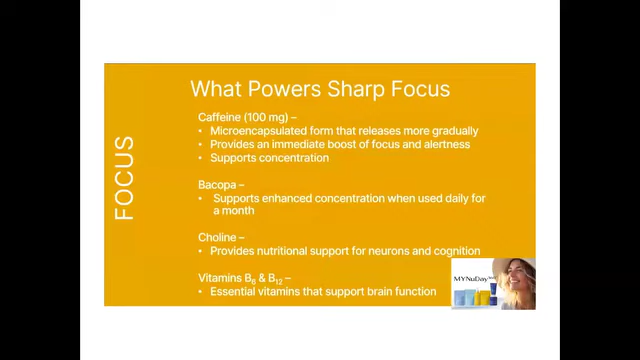 What Powers Sharp Focus
FOCUS
Caffeine (100 mg) –
• Microencapsulated form that releases more gradually
• Provides an immediate boost of focus and alertness
• Supports concentration
Bacopa –
• Supports enhanced concentration when used daily for
a month
Choline –
• Provides nutritional support for neurons and cognition
Vitamins B6 & B12 –
• Essential vitamins that support brain function
MYNuDay